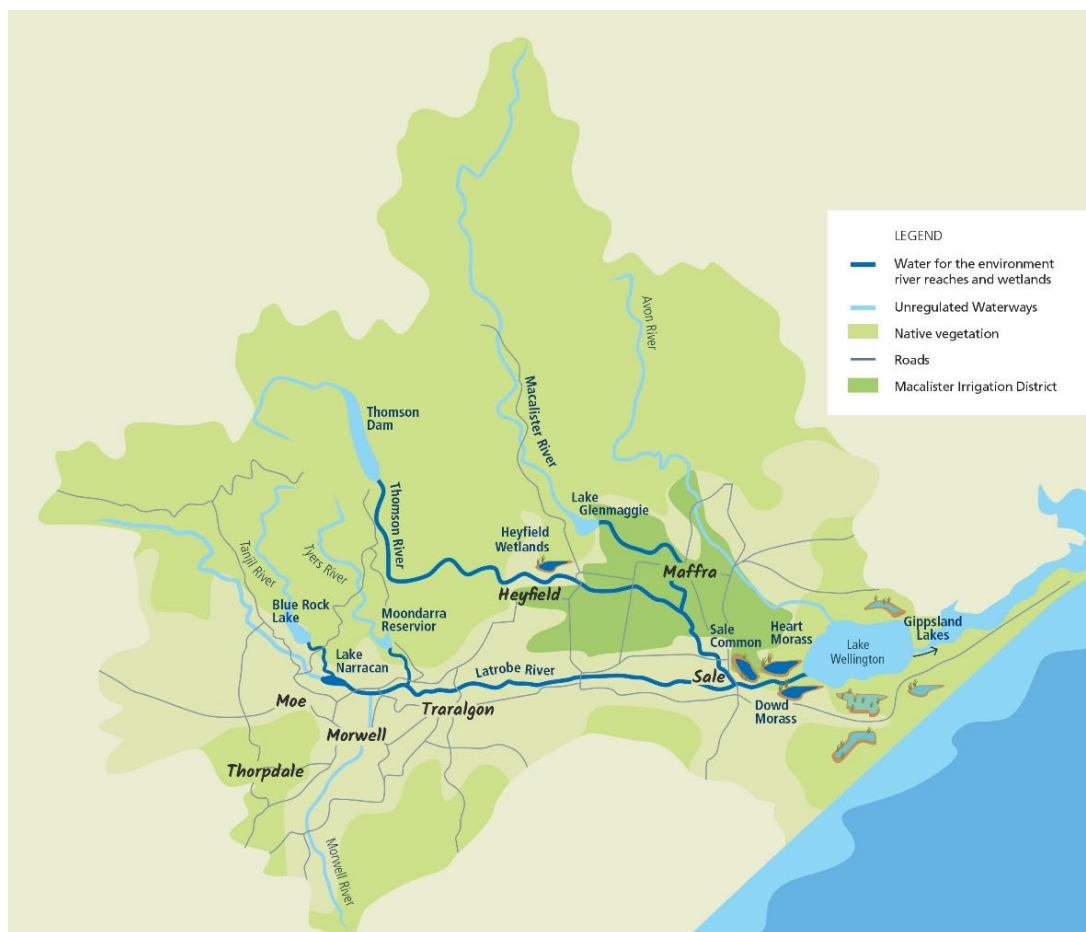 LEGEND
Water for the environment
river reaches and wetlands
Unregulated Waterways
Native vegetation
Roads
Macalister Irrigation District
Avon River
Macalister River
Thomson
Dam
Thomson River
Lake
Glenmaggie
Heyfield
Wetlands
Heyfield
Maffra
Tanjil River
Tyers River
Blue Rock
Lake
Moondarra
Reservior
Lake
Narracan
Latrobe River
Sale
Common
Heart
Morass
Gippsland
Lakes
Lake
Wellington
Sale
Dowd
Morass
Moe
Traralgon
Morwell
Thorpdale
Morwell River